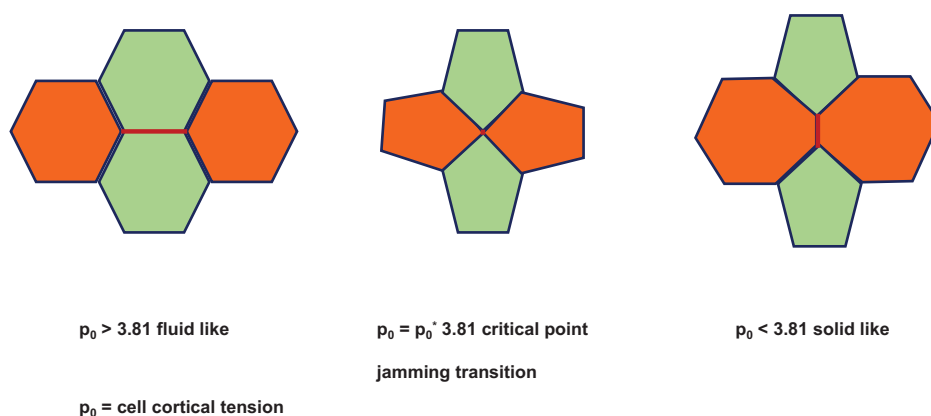 p₀ > 3.81 fluid like
p₀ = p₀* 3.81 critical point
jamming transition
p₀ < 3.81 solid like
p₀ = cell cortical tension